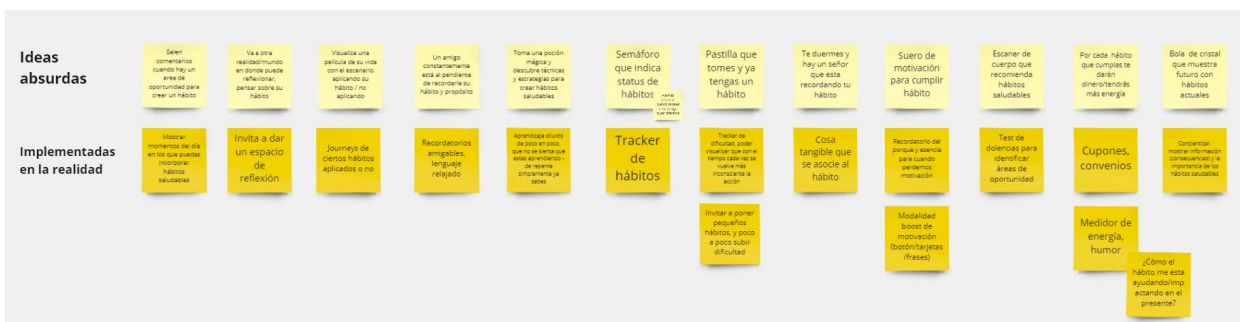 Ideas
absurdas
Salen
comentarios
cuando hay un
area de
oportunidad para
crear un hábito
Va a otra
realidad/mundo
en donde puede
reflexionar,
pensar sobre su
hábito
Visualiza una
película de su vida
con el escenario
aplicando su
hábito / no
aplicando
Un amigo
constantemente
está al pendiente
de recordarle su
hábito y propósito
Toma una poción
mágica y
descubre técnicas
y estrategias para
crear hábitos
saludables
Semáforo
que indica
status de
hábitos
Pastilla que
tomes y ya
tengas un
hábito
Te duermes y
hay un señor
que esta
recordando tu
hábito
Suero de
motivación
para cumplir
hábito
Escaner de
cuerpo que
recomienda
hábitos
saludables
Por cada hábito
que cumplas te
darán
dinero/tendrás
más energía
Bola de cristal
que muestra
futuro con
hábitos
actuales
Implementadas
en la realidad
Mostrar
momentos del día
en los que puedas
incorporar
hábitos
saludables
Invita a dar
un espacio
de
reflexión
Journeys de
ciertos hábitos
aplicados o no
Recordatorios
amigables,
lenguaje
relajado
Aprendizaje diluido
de poco en poco,
que no se sienta que
estas aprendiendo -
de repente
simplemente ya
sabes
Tracker
de
hábitos
Tracker de
dificultad, poder
visualizar que con el
tiempo cada vez se
vuelve más
inconsciente la
acción
Cosa
tangible que
se asocie al
hábito
Recordatorio del
porque y esencia
para cuando
perdemos
motivación
Test de
dolencias para
identificar
áreas de
oportunidad
Cupones,
convenios
Concientizar,
mostrar información
(consecuencias) y la
importancia de los
hábitos saludables
Invitar a poner
pequeños
hábitos, y poco
a poco subir
dificultad
Modalidad
boost de
motivación
(botón/tarjetas
/frases)
Medidor de
energía,
humor
¿Cómo el
hábito me esta
ayudando/imp
actando en el
presente?